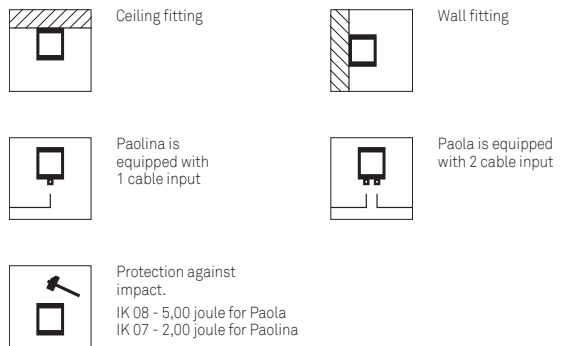 Ceiling fitting
Wall fitting
Paolina is
equipped with
1 cable input
Paola is equipped
with 2 cable input
Protection against
impact.
IK 08 - 5,00 joule for Paola
IK 07 - 2,00 joule for Paolina